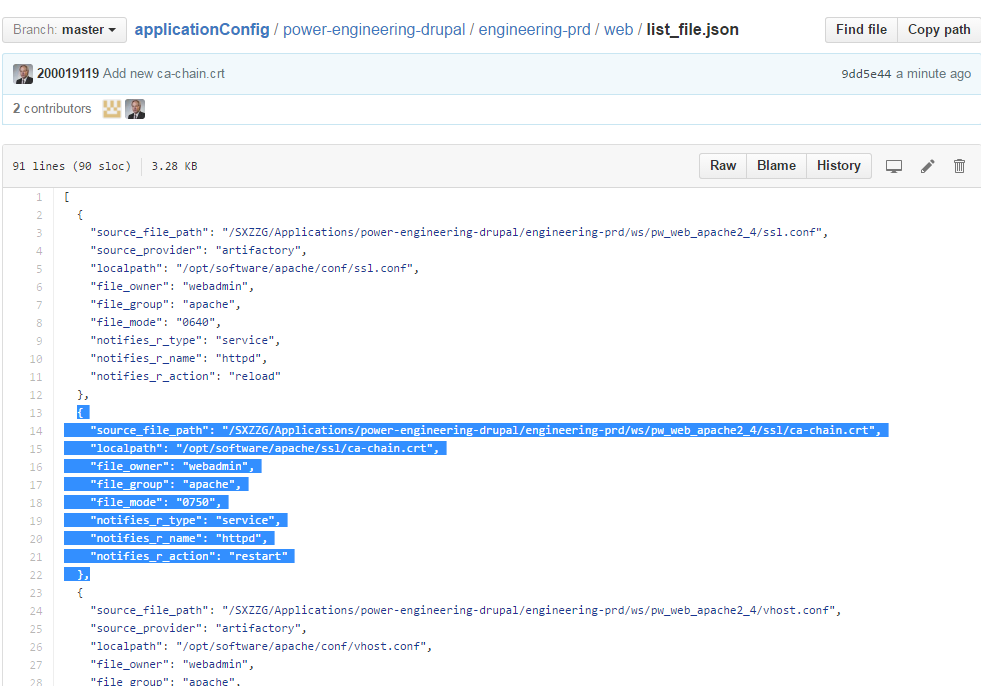 Branch: master applicationConfig / power-engineering-drupal / engineering-prd / web / list_file.json Find file Copy path
200019119 Add new ca-chain.crt 9dd5e44 a minute ago
2 contributors
91 lines (90 sloc) 3.28 KB Raw Blame History
1 [
2 {
3 "source_file_path": "/SXZZG/Applications/power-engineering-drupal/engineering-prd/ws/pw_web_apache2_4/ssl.conf",
4 "source_provider": "artifactory",
5 "localpath": "/opt/software/apache/conf/ssl.conf",
6 "file_owner": "webadmin",
7 "file_group": "apache",
8 "file_mode": "0640",
9 "notifies_r_type": "service",
10 "notifies_r_name": "httpd",
11 "notifies_r_action": "reload"
12 },
13 {
14 "source_file_path": "/SXZZG/Applications/power-engineering-drupal/engineering-prd/ws/pw_web_apache2_4/ssl/ca-chain.crt",
15 "localpath": "/opt/software/apache/ssl/ca-chain.crt",
16 "file_owner": "webadmin",
17 "file_group": "apache",
18 "file_mode": "0750",
19 "notifies_r_type": "service",
20 "notifies_r_name": "httpd",
21 "notifies_r_action": "restart"
22 },
23 {
24 "source_file_path": "/SXZZG/Applications/power-engineering-drupal/engineering-prd/ws/pw_web_apache2_4/vhost.conf",
25 "source_provider": "artifactory",
26 "localpath": "/opt/software/apache/conf/vhost.conf",
27 "file_owner": "webadmin",
28 "file_group": "apache",